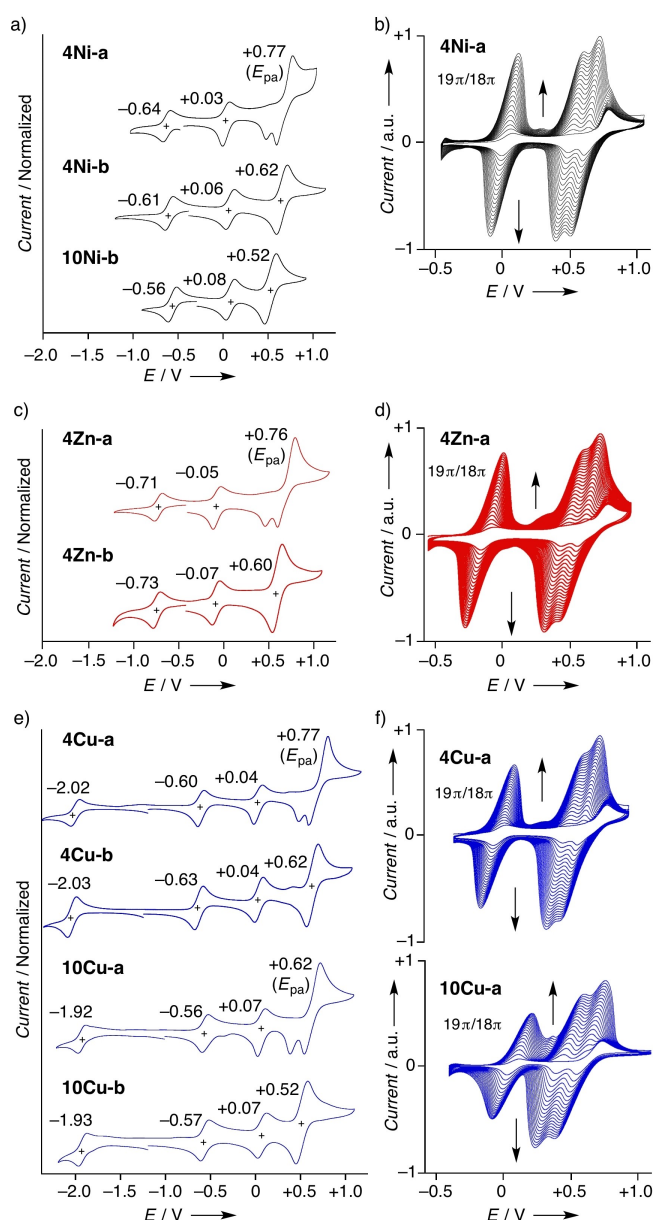 a)
4Ni-a
+0.77
(Epa)
−0.64
+0.03
4Ni-b
−0.61
+0.06
+0.62
10Ni-b
−0.56
+0.08
+0.52
Current / Normalized
−2.0 −1.5 −1.0 −0.5 0 +0.5 +1.0
E / V
b)
4Ni-a
19π/18π
+1
0
−1
Current / a.u.
−0.5 0 +0.5 +1.0
E / V
c)
4Zn-a
+0.76
(Epa)
−0.71
−0.05
4Zn-b
−0.73
−0.07
+0.60
Current / Normalized
−2.0 −1.5 −1.0 −0.5 0 +0.5 +1.0
E / V
d)
4Zn-a
19π/18π
+1
0
−1
Current / a.u.
−0.5 0 +0.5 +1.0
E / V
e)
4Cu-a
+0.77
(Epa)
−2.02
−0.60
+0.04
4Cu-b
−2.03
−0.63
+0.04
+0.62
10Cu-a
+0.62
(Epa)
−1.92
−0.56
+0.07
10Cu-b
−1.93
−0.57
+0.07
+0.52
Current / Normalized
−2.0 −1.5 −1.0 −0.5 0 +0.5 +1.0
E / V
f)
4Cu-a
19π/18π
+1
0
−1
Current / a.u.
10Cu-a
19π/18π
+1
0
−1
Current / a.u.
−0.5 0 +0.5 +1.0
E / V